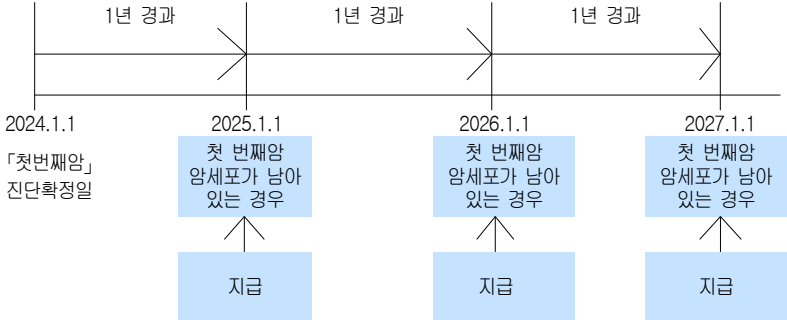 1년 경과
1년 경과
1년 경과
2024.1.1
2025.1.1
2026.1.1
2027.1.1
「첫번째암」
진단확정일
첫 번째암
암세포가 남아
있는 경우
첫 번째암
암세포가 남아
있는 경우
첫 번째암
암세포가 남아
있는 경우
지급
지급
지급